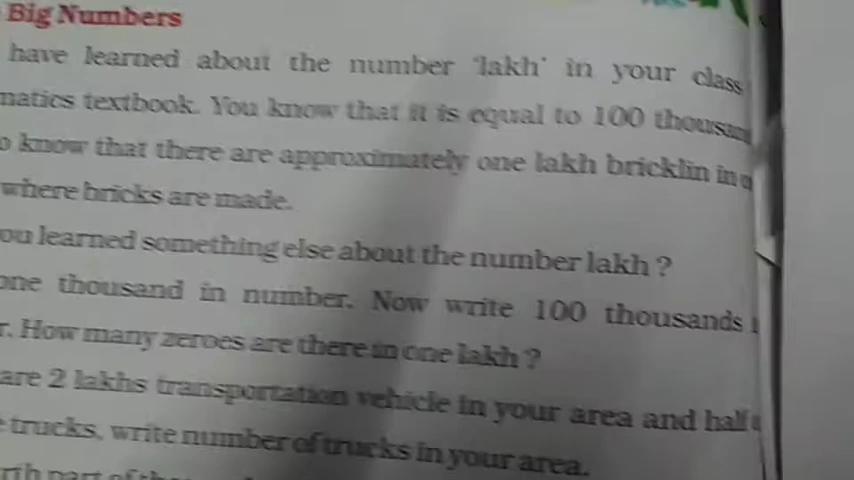 Big Numbers
have learned about the number 'lakh' in your class
matics textbook. You know that it is equal to 100 thousan
o know that there are approximately one lakh bricklin in
where bricks are made.
ou learned something else about the number lakh ?
one thousand in number. Now write 100 thousands
r. How many zeroes are there in one lakh ?
are 2 lakhs transportation vehicle in your area and half
e trucks, write number of trucks in your area.
rth part of